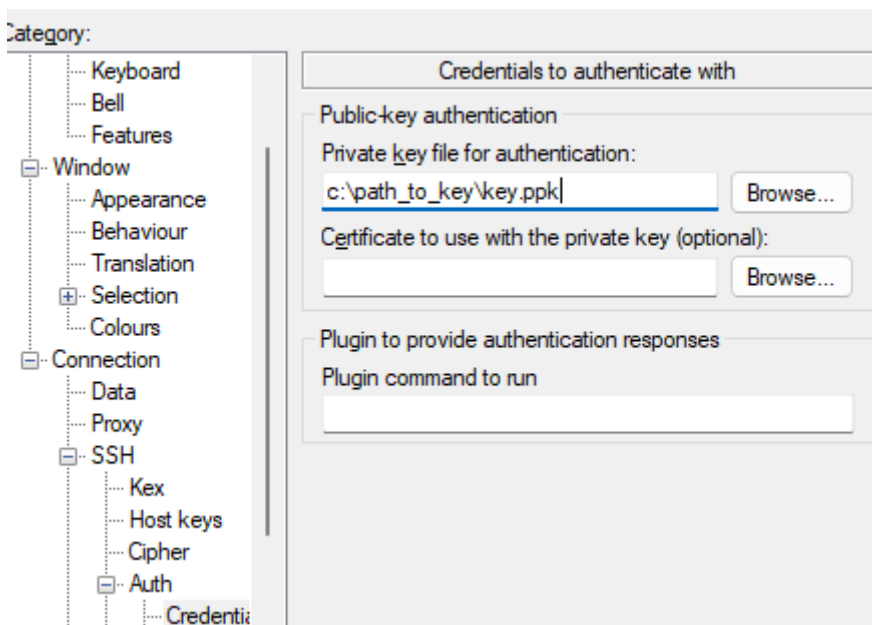 Category:
Keyboard
Bell
Features
Window
Appearance
Behaviour
Translation
Selection
Colours
Connection
Data
Proxy
SSH
Kex
Host keys
Cipher
Auth
Credentia
Credentials to authenticate with
Public-key authentication
Private key file for authentication:
c:\path_to_key\key.ppk
Browse...
Certificate to use with the private key (optional):
Browse...
Plugin to provide authentication responses
Plugin command to run